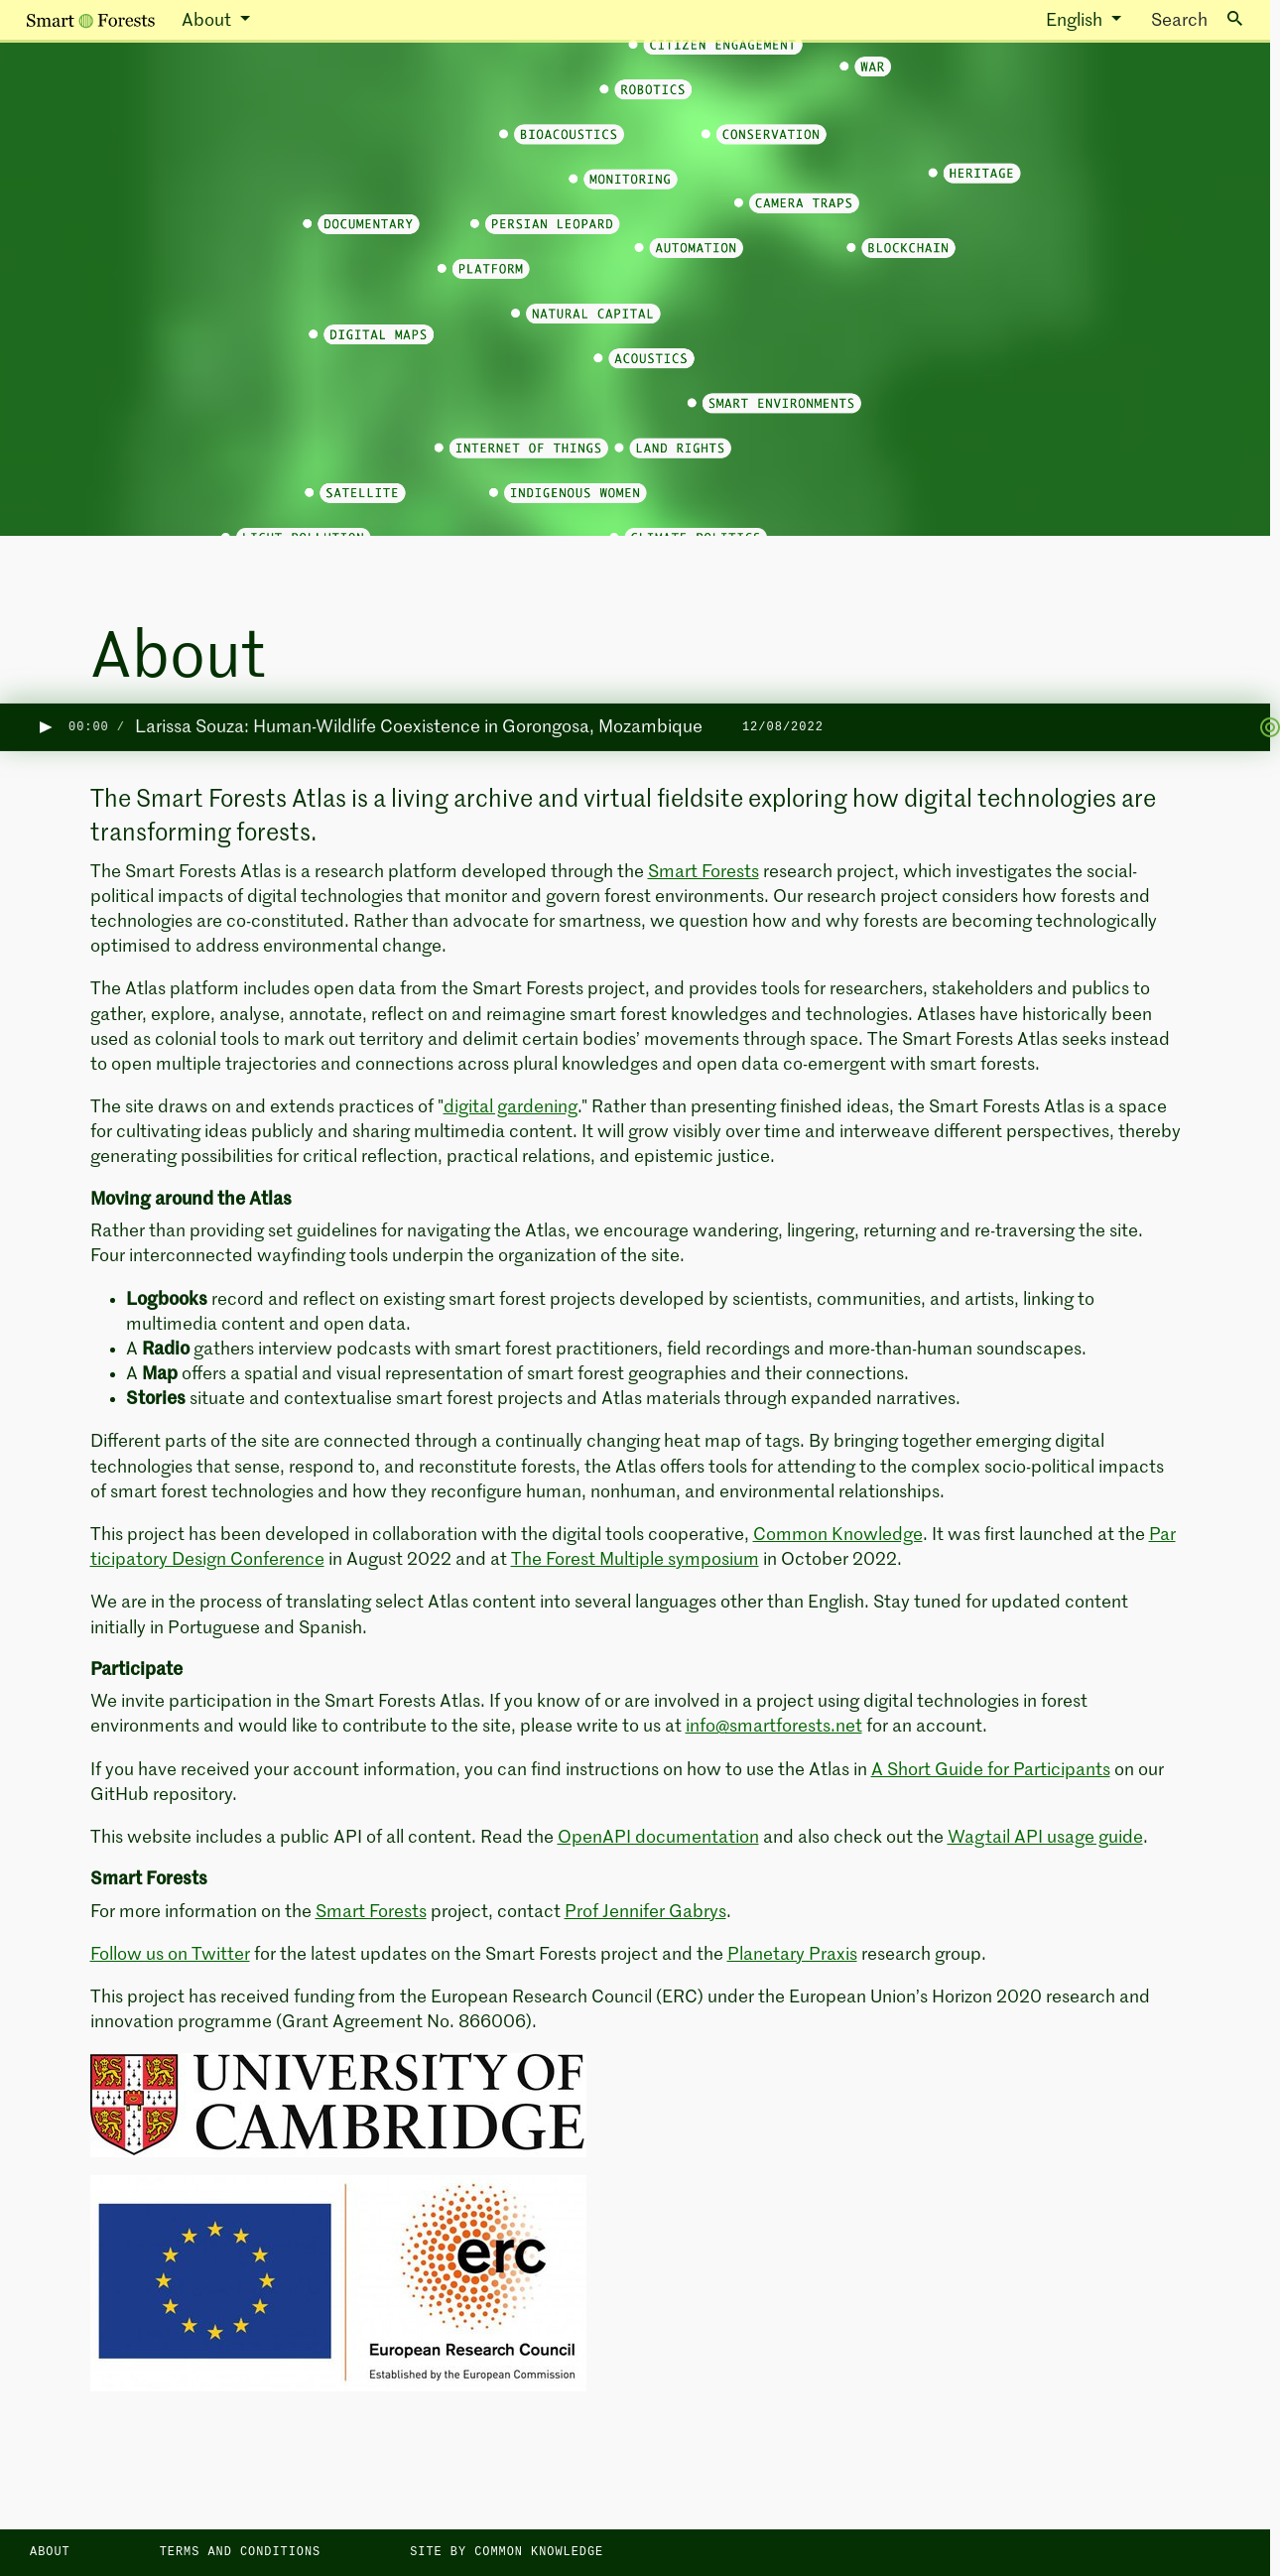 Smart Forests About English Search
CITIZEN ENGAGEMENT
WAR
ROBOTICS
BIOACOUSTICS CONSERVATION
HERITAGE
MONITORING
CAMERA TRAPS
DOCUMENTARY PERSIAN LEOPARD
AUTOMATION BLOCKCHAIN
PLATFORM
NATURAL CAPITAL
DIGITAL MAPS
ACOUSTICS
SMART ENVIRONMENTS
INTERNET OF THINGS LAND RIGHTS
SATELLITE INDIGENOUS WOMEN
LIGHT POLLUTION CLIMATE POLITICS
About
00:00 / Larissa Souza: Human-Wildlife Coexistence in Gorongosa, Mozambique 12/08/2022
The Smart Forests Atlas is a living archive and virtual fieldsite exploring how digital technologies are
transforming forests.
The Smart Forests Atlas is a research platform developed through the Smart Forests research project, which investigates the social-
political impacts of digital technologies that monitor and govern forest environments. Our research project considers how forests and
technologies are co-constituted. Rather than advocate for smartness, we question how and why forests are becoming technologically
optimised to address environmental change.
The Atlas platform includes open data from the Smart Forests project, and provides tools for researchers, stakeholders and publics to
gather, explore, analyse, annotate, reflect on and reimagine smart forest knowledges and technologies. Atlases have historically been
used as colonial tools to mark out territory and delimit certain bodies’ movements through space. The Smart Forests Atlas seeks instead
to open multiple trajectories and connections across plural knowledges and open data co-emergent with smart forests.
The site draws on and extends practices of "digital gardening." Rather than presenting finished ideas, the Smart Forests Atlas is a space
for cultivating ideas publicly and sharing multimedia content. It will grow visibly over time and interweave different perspectives, thereby
generating possibilities for critical reflection, practical relations, and epistemic justice.
Moving around the Atlas
Rather than providing set guidelines for navigating the Atlas, we encourage wandering, lingering, returning and re-traversing the site.
Four interconnected wayfinding tools underpin the organization of the site.
• Logbooks record and reflect on existing smart forest projects developed by scientists, communities, and artists, linking to
multimedia content and open data.
• A Radio gathers interview podcasts with smart forest practitioners, field recordings and more-than-human soundscapes.
• A Map offers a spatial and visual representation of smart forest geographies and their connections.
• Stories situate and contextualise smart forest projects and Atlas materials through expanded narratives.
Different parts of the site are connected through a continually changing heat map of tags. By bringing together emerging digital
technologies that sense, respond to, and reconstitute forests, the Atlas offers tools for attending to the complex socio-political impacts
of smart forest technologies and how they reconfigure human, nonhuman, and environmental relationships.
This project has been developed in collaboration with the digital tools cooperative, Common Knowledge. It was first launched at the Par
ticipatory Design Conference in August 2022 and at The Forest Multiple symposium in October 2022.
We are in the process of translating select Atlas content into several languages other than English. Stay tuned for updated content
initially in Portuguese and Spanish.
Participate
We invite participation in the Smart Forests Atlas. If you know of or are involved in a project using digital technologies in forest
environments and would like to contribute to the site, please write to us at info@smartforests.net for an account.
If you have received your account information, you can find instructions on how to use the Atlas in A Short Guide for Participants on our
GitHub repository.
This website includes a public API of all content. Read the OpenAPI documentation and also check out the Wagtail API usage guide.
Smart Forests
For more information on the Smart Forests project, contact Prof Jennifer Gabrys.
Follow us on Twitter for the latest updates on the Smart Forests project and the Planetary Praxis research group.
This project has received funding from the European Research Council (ERC) under the European Union’s Horizon 2020 research and
innovation programme (Grant Agreement No. 866006).
UNIVERSITY OF
CAMBRIDGE
erc
European Research Council
Established by the European Commission
ABOUT TERMS AND CONDITIONS SITE BY COMMON KNOWLEDGE